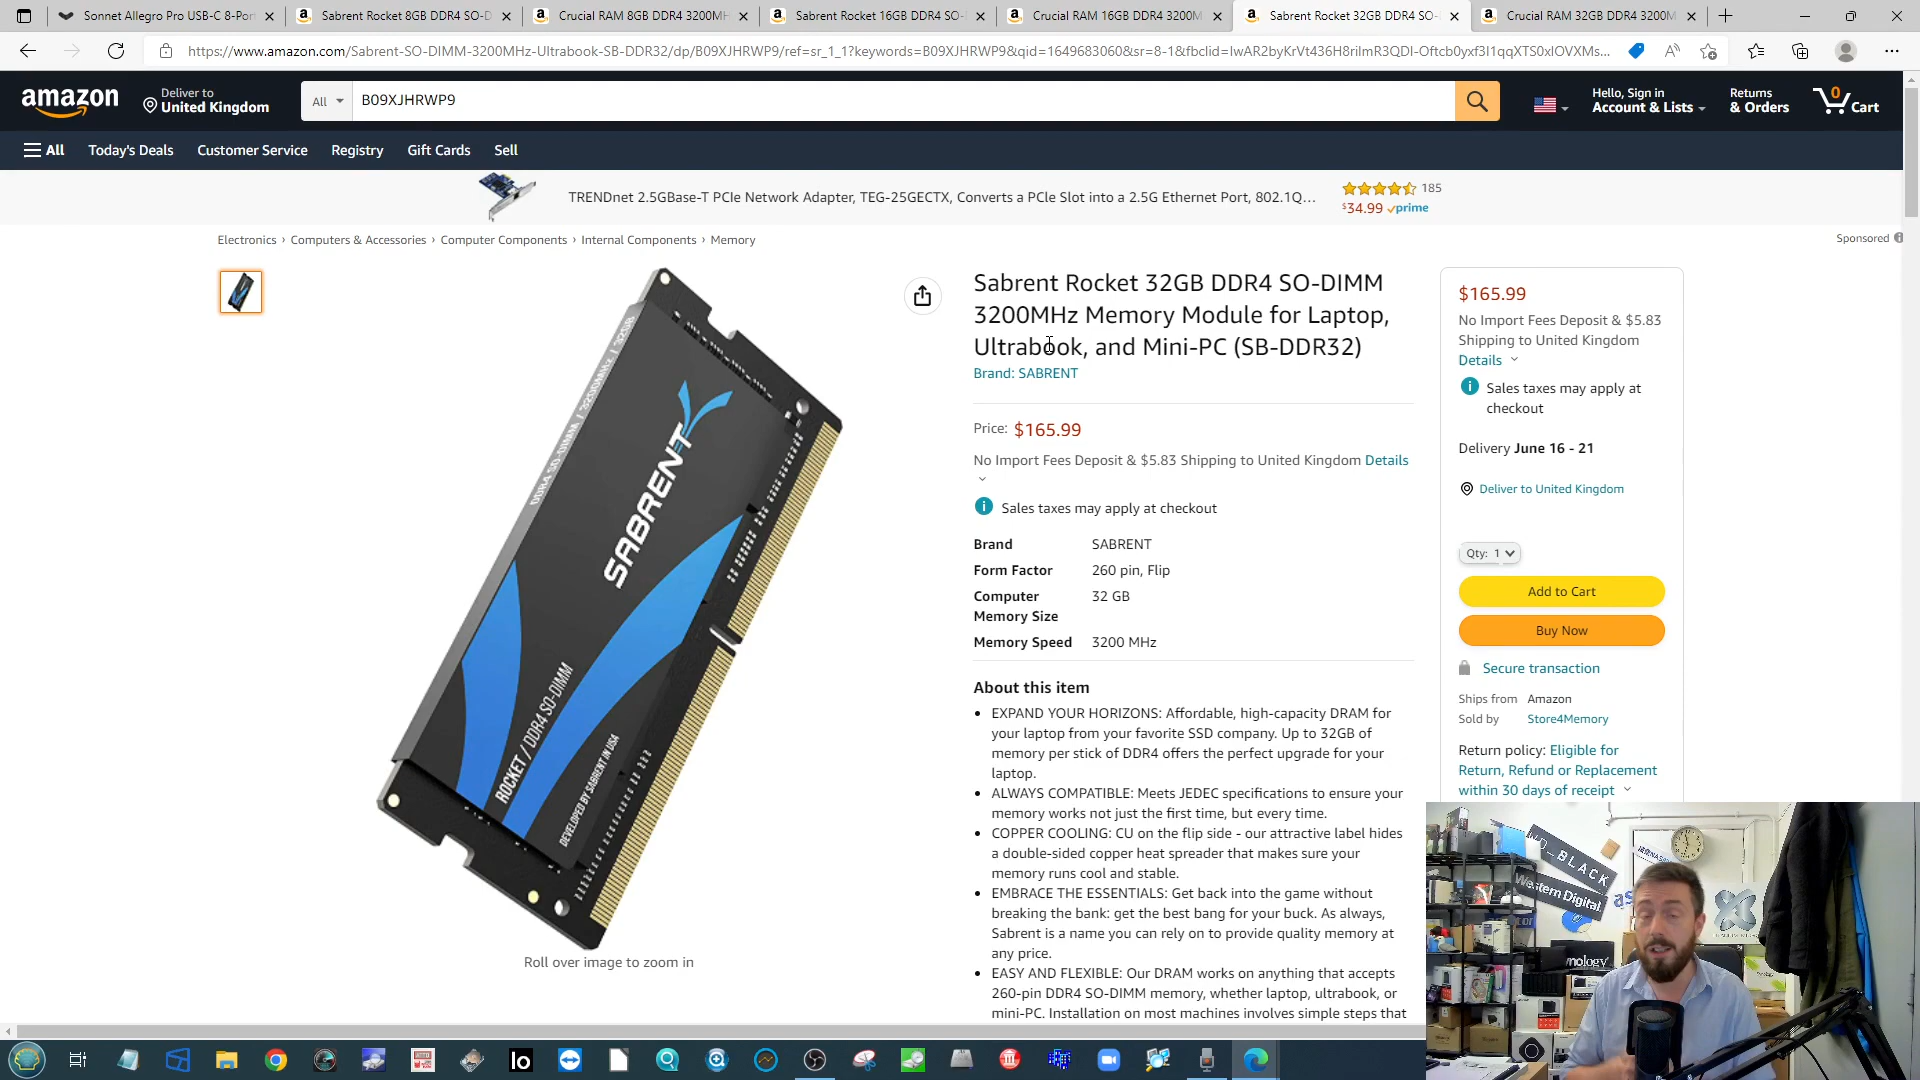 Sonnet Allegro Pro USB-C 8-Por
Sabrent Rocket 8GB DDR4 SO-D
Crucial RAM 8GB DDR4 3200MH
Sabrent Rocket 16GB DDR4 SO-
Crucial RAM 16GB DDR4 3200M
Sabrent Rocket 32GB DDR4 SO-
Crucial RAM 32GB DDR4 3200M
https://www.amazon.com/Sabrent-SO-DIMM-3200MHz-Ultrabook-SB-DDR32/dp/B09XJHRWP9/ref=sr_1_1?keywords=B09XJHRWP9&qid=1649683060&sr=8-1&fbclid=IwAR2byKrVt436H8rilmR3QDI-Oftcb0yxf3I1qqXTS0xIOVXMs...
amazon
Deliver to
United Kingdom
All
B09XJHRWP9
Hello, Sign in
Account & Lists
Returns
& Orders
0
Cart
All
Today's Deals
Customer Service
Registry
Gift Cards
Sell
TRENDnet 2.5GBase-T PCIe Network Adapter, TEG-25GECTX, Converts a PCIe Slot into a 2.5G Ethernet Port, 802.1Q...
185
$34.99 prime
Electronics › Computers & Accessories › Computer Components › Internal Components › Memory
Sponsored
DDR4 SO-DIMM | 3200MHz | 32GB
SABRENT
ROCKET / DDR4 SO-DIMM
DEVELOPED BY SABRENT IN USA
Roll over image to zoom in
Sabrent Rocket 32GB DDR4 SO-DIMM
3200MHz Memory Module for Laptop,
Ultrabook, and Mini-PC (SB-DDR32)
Brand: SABRENT
Price: $165.99
No Import Fees Deposit & $5.83 Shipping to United Kingdom Details
Sales taxes may apply at checkout
Brand SABRENT
Form Factor 260 pin, Flip
Computer 32 GB
Memory Size
Memory Speed 3200 MHz
About this item
• EXPAND YOUR HORIZONS: Affordable, high-capacity DRAM for
your laptop from your favorite SSD company. Up to 32GB of
memory per stick of DDR4 offers the perfect upgrade for your
laptop.
• ALWAYS COMPATIBLE: Meets JEDEC specifications to ensure your
memory works not just the first time, but every time.
• COPPER COOLING: CU on the flip side - our attractive label hides
a double-sided copper heat spreader that makes sure your
memory runs cool and stable.
• EMBRACE THE ESSENTIALS: Get back into the game without
breaking the bank: get the best bang for your buck. As always,
Sabrent is a name you can rely on to provide quality memory at
any price.
• EASY AND FLEXIBLE: Our DRAM works on anything that accepts
260-pin DDR4 SO-DIMM memory, whether laptop, ultrabook, or
mini-PC. Installation on most machines involves simple steps that
$165.99
No Import Fees Deposit & $5.83
Shipping to United Kingdom
Details
Sales taxes may apply at
checkout
Delivery June 16 - 21
Deliver to United Kingdom
Qty: 1
Add to Cart
Buy Now
Secure transaction
Ships from Amazon
Sold by Store4Memory
Return policy: Eligible for
Return, Refund or Replacement
within 30 days of receipt
Western Digital
Io